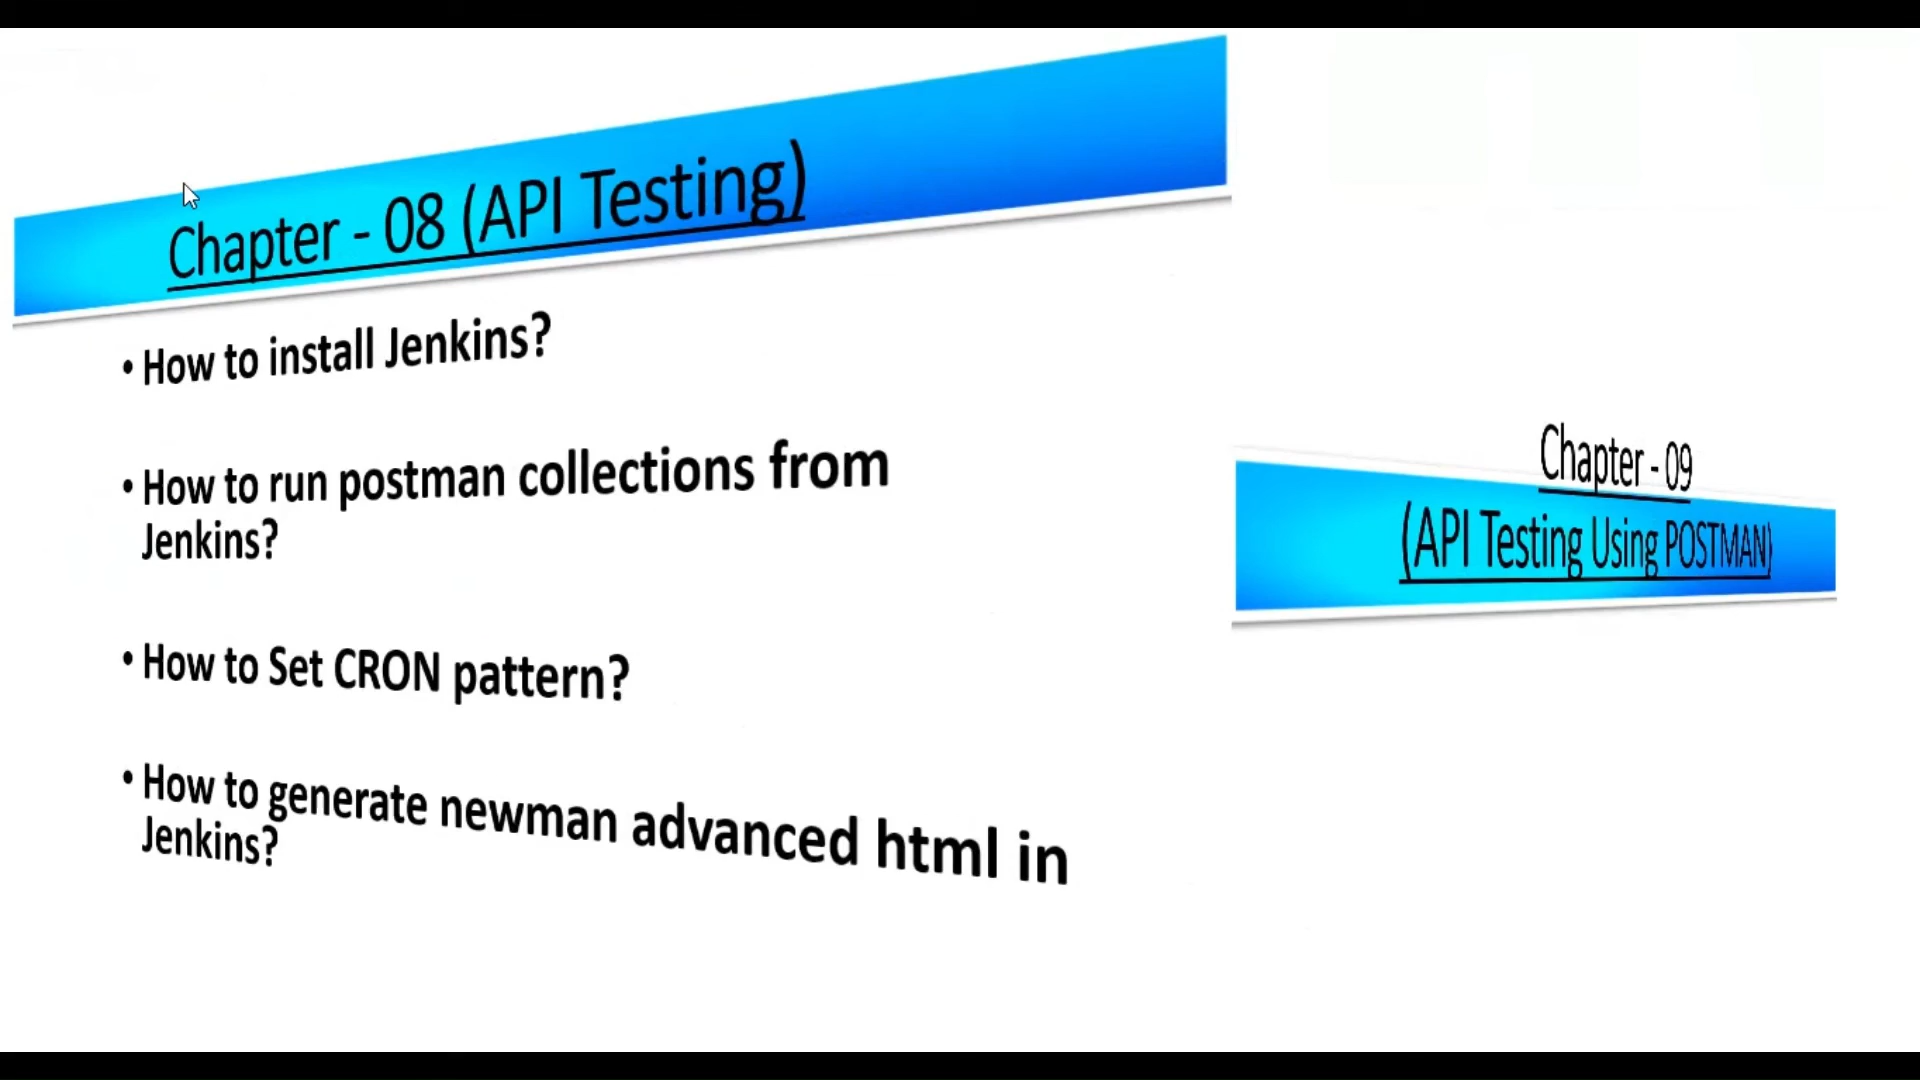 Chapter - 08 (API Testing)
• How to install Jenkins?
• How to run postman collections from
Jenkins?
• How to Set CRON pattern?
• How to generate newman advanced html in
Jenkins?
Chapter - 09
(API Testing Using POSTMAN)